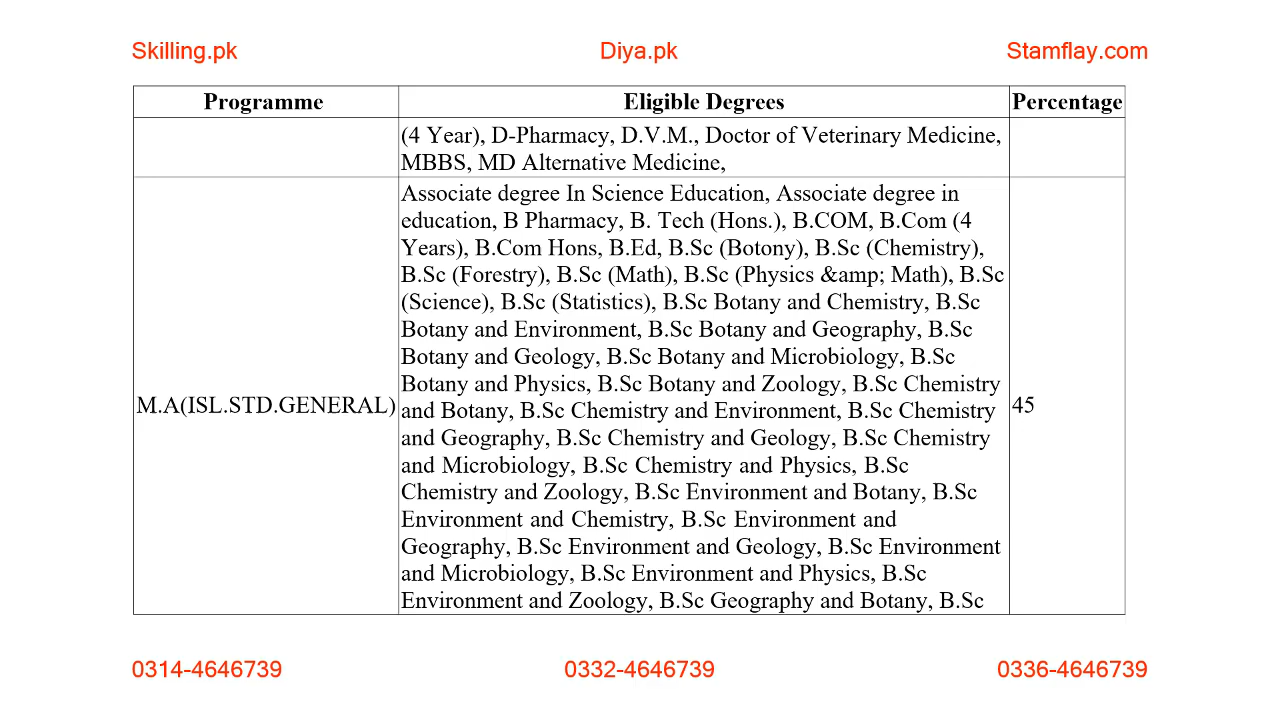 Skilling.pk Diya.pk Stamflay.com
Programme Eligible Degrees Percentage
(4 Year), D-Pharmacy, D.V.M., Doctor of Veterinary Medicine,
MBBS, MD Alternative Medicine,
Associate degree In Science Education, Associate degree in
education, B Pharmacy, B. Tech (Hons.), B.COM, B.Com (4
Years), B.Com Hons, B.Ed, B.Sc (Botony), B.Sc (Chemistry),
B.Sc (Forestry), B.Sc (Math), B.Sc (Physics &amp; Math), B.Sc
(Science), B.Sc (Statistics), B.Sc Botany and Chemistry, B.Sc
Botany and Environment, B.Sc Botany and Geography, B.Sc
Botany and Geology, B.Sc Botany and Microbiology, B.Sc
Botany and Physics, B.Sc Botany and Zoology, B.Sc Chemistry
M.A(ISL.STD.GENERAL) and Botany, B.Sc Chemistry and Environment, B.Sc Chemistry 45
and Geography, B.Sc Chemistry and Geology, B.Sc Chemistry
and Microbiology, B.Sc Chemistry and Physics, B.Sc
Chemistry and Zoology, B.Sc Environment and Botany, B.Sc
Environment and Chemistry, B.Sc Environment and
Geography, B.Sc Environment and Geology, B.Sc Environment
and Microbiology, B.Sc Environment and Physics, B.Sc
Environment and Zoology, B.Sc Geography and Botany, B.Sc
0314-4646739 0332-4646739 0336-4646739